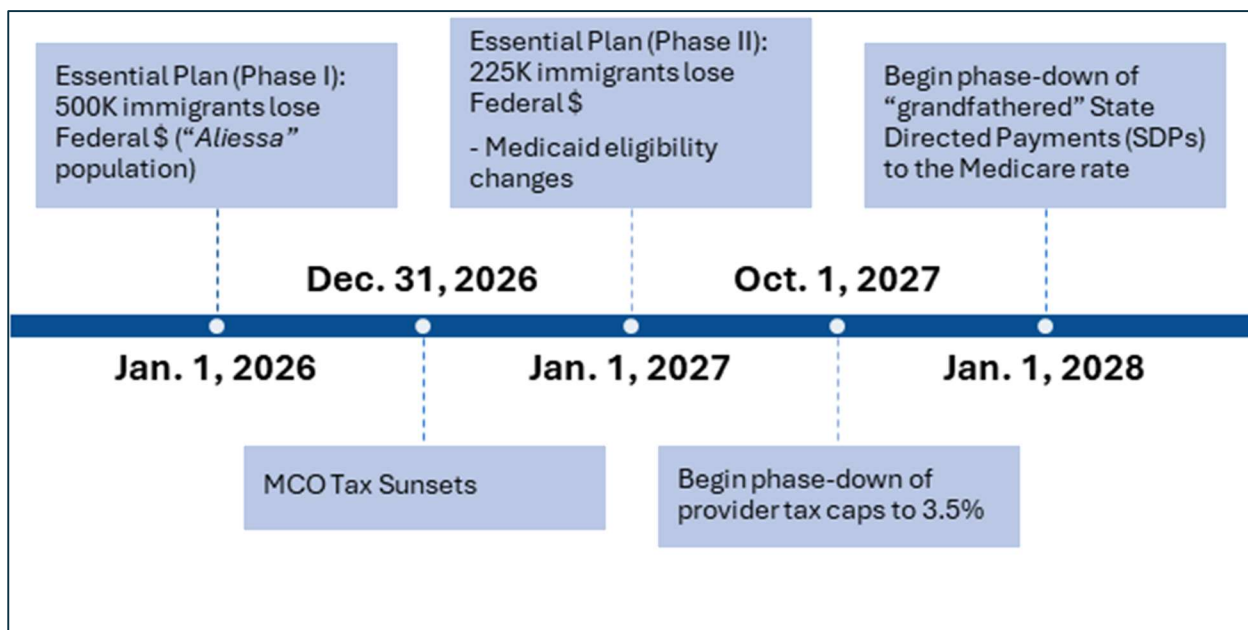 Essential Plan (Phase I):
500K immigrants lose
Federal $ (“Aliessa”
population)
Essential Plan (Phase II):
225K immigrants lose
Federal $
- Medicaid eligibility
changes
Begin phase-down of
“grandfathered” State
Directed Payments (SDPs)
to the Medicare rate
Dec. 31, 2026
Oct. 1, 2027
Jan. 1, 2026
Jan. 1, 2027
Jan. 1, 2028
MCO Tax Sunsets
Begin phase-down of
provider tax caps to 3.5%